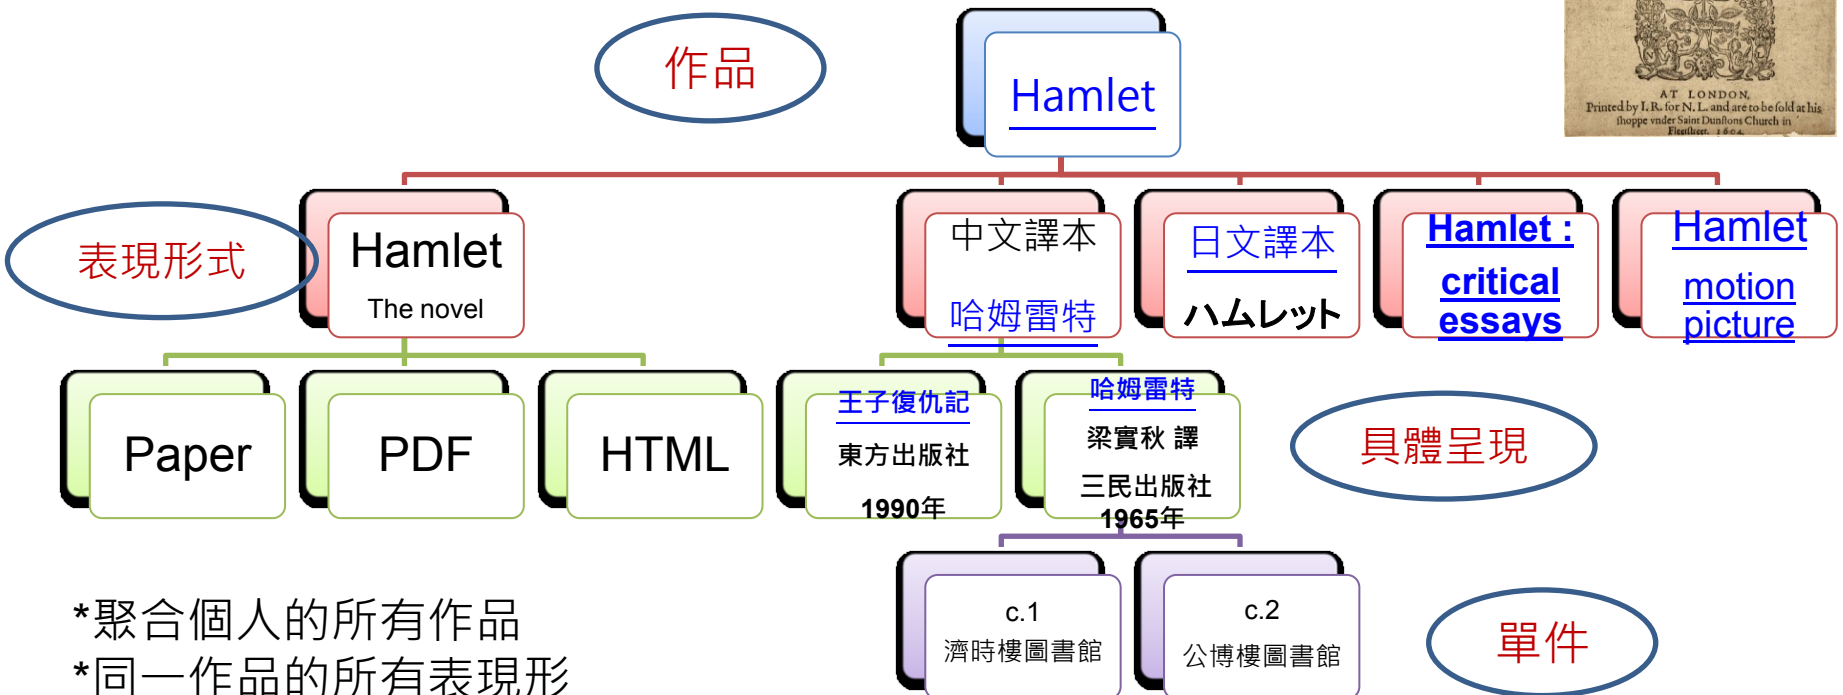 作品
Hamlet
AT LONDON,
Printed by I. R. for N. L. and are to be ſold at his
ſhoppe vnder Saint Dunſtons Church in
Fleetſtreet. 1604.
表現形式
Hamlet
The novel
中文譯本
哈姆雷特
日文譯本
ハムレット
Hamlet :
critical
essays
Hamlet
motion
picture
Paper
PDF
HTML
王子復仇記
東方出版社
1990年
哈姆雷特
梁實秋 譯
三民出版社
1965年
具體呈現
c.1
濟時樓圖書館
c.2
公博樓圖書館
單件
*聚合個人的所有作品
*同一作品的所有表現形